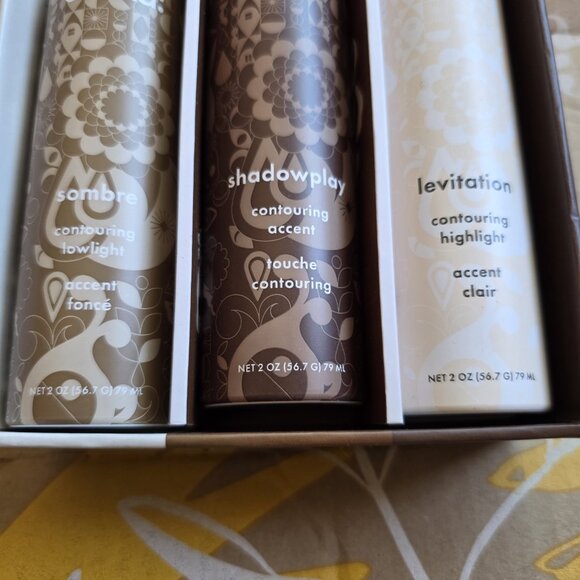 sombre
contouring
lowlight
accent
foncé
NET 2 OZ (56.7 G) 79 ML
shadowplay
contouring
accent
touche
contouring
NET 2 OZ (56.7 G) 79 ML
levitation
contouring
highlight
accent
clair
NET 2 OZ (56.7 G) 79 ML